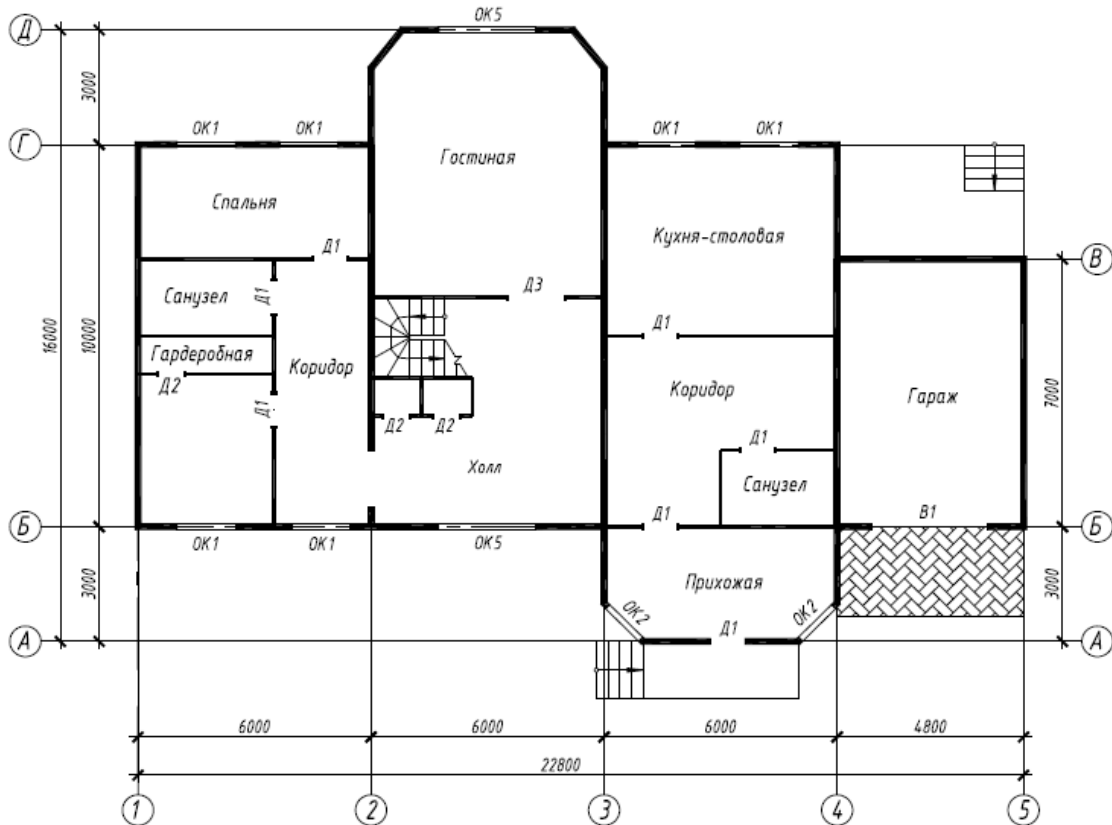 ОК5
Д
3000
ОК1 ОК1 ОК1 ОК1
Г
Гостиная
Спальня
Кухня-столовая
Д1
В
Д3
Санузел Д1
16000
10000
Д1
Гардеробная
Коридор
Д2
Д1
Коридор
Гараж
7000
Д2 Д2
Д1
Холл
Санузел
Д1
В1
Б
Б
ОК1 ОК1 ОК5
3000
Прихожая
3000
ОК2 ОК2
Д1
А
А
6000 6000 6000 4800
22800
1 2 3 4 5